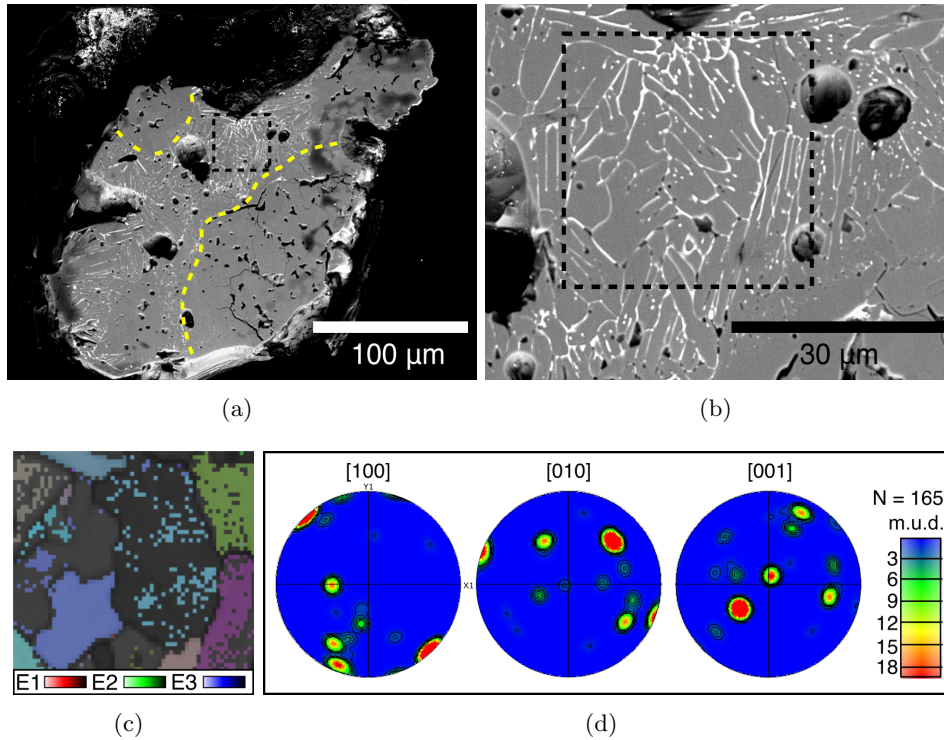 100 µm
30 µm
(a)
(b)
E1 E2 E3
(c)
[100] [010] [001]
Y1
X1
N = 165
m.u.d.
3
6
9
12
15
18
(d)